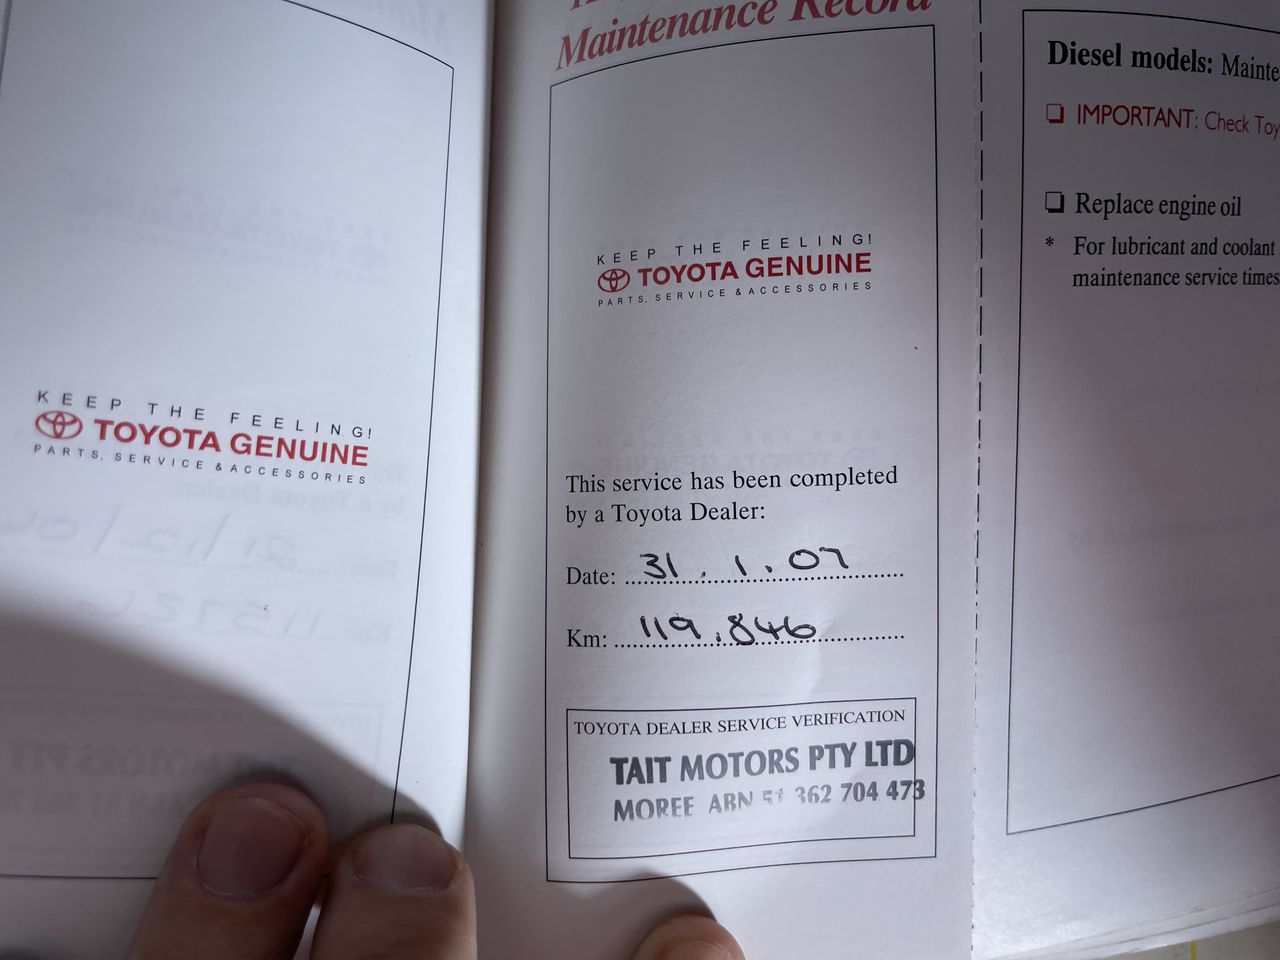 KEEP THE FEELING!
TOYOTA GENUINE
PARTS, SERVICE & ACCESSORIES
Maintenance Record
KEEP THE FEELING!
TOYOTA GENUINE
PARTS, SERVICE & ACCESSORIES
This service has been completed
by a Toyota Dealer:
Date: 31.1.07
Km: 119.846
TOYOTA DEALER SERVICE VERIFICATION
TAIT MOTORS PTY LTD
MOREE ABN 51 362 704 473
Diesel models: Mainte
IMPORTANT: Check Toy
Replace engine oil
* For lubricant and coolant
maintenance service times